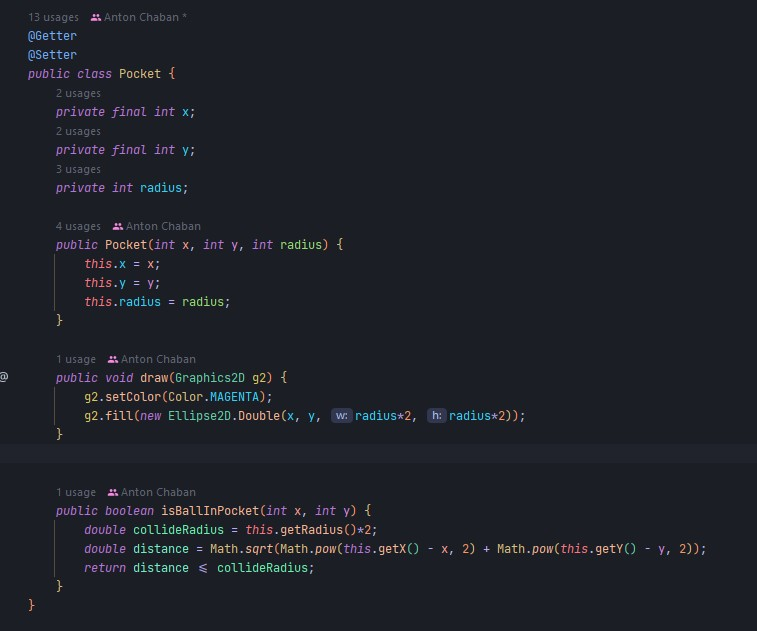 13 usages Anton Chaban *
@Getter
@Setter
public class Pocket {
2 usages
private final int x;
2 usages
private final int y;
3 usages
private int radius;
4 usages Anton Chaban
public Pocket(int x, int y, int radius) {
this.x = x;
this.y = y;
this.radius = radius;
}
1 usage Anton Chaban
@ public void draw(Graphics2D g2) {
g2.setColor(Color.MAGENTA);
g2.fill(new Ellipse2D.Double(x, y, w: radius*2, h: radius*2));
}
1 usage Anton Chaban
public boolean isBallInPocket(int x, int y) {
double collideRadius = this.getRadius()*2;
double distance = Math.sqrt(Math.pow(this.getX() - x, 2) + Math.pow(this.getY() - y, 2));
return distance <= collideRadius;
}
}